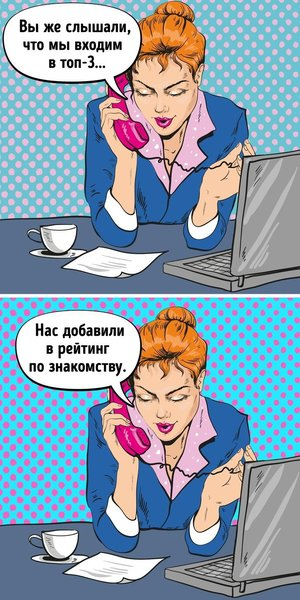 Вы же слышали,
что мы входим
в топ-3...
Нас добавили
в рейтинг
по знакомству.